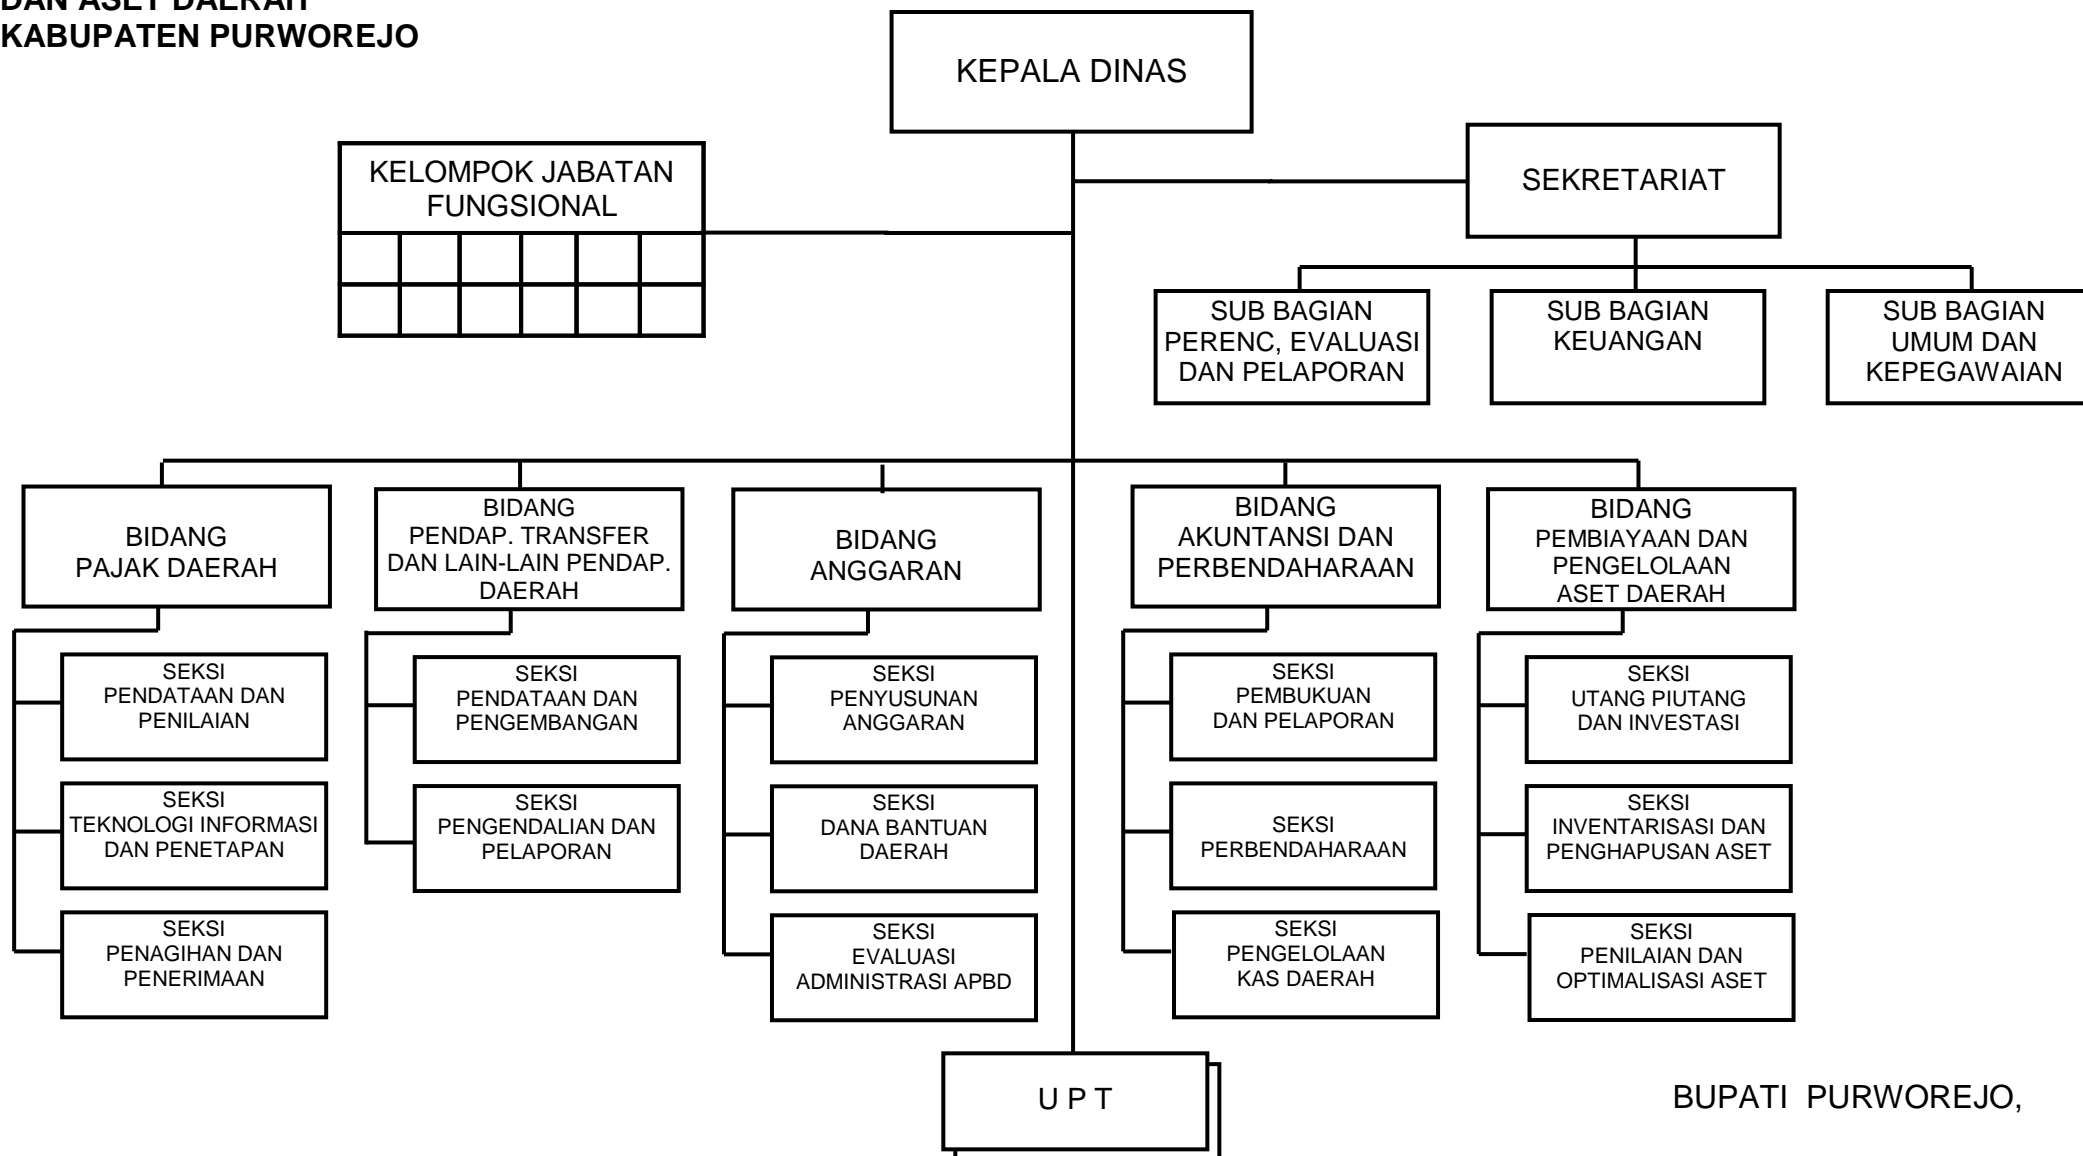 DAN ASET DAERAH
KABUPATEN PURWOREJO
KEPALA DINAS
KELOMPOK JABATAN
FUNGSIONAL
SEKRETARIAT
SUB BAGIAN
PERENC, EVALUASI
DAN PELAPORAN
SUB BAGIAN
KEUANGAN
SUB BAGIAN
UMUM DAN
KEPEGAWAIAN
BIDANG
PAJAK DAERAH
BIDANG
PENDAP. TRANSFER
DAN LAIN-LAIN PENDAP.
DAERAH
BIDANG
ANGGARAN
BIDANG
AKUNTANSI DAN
PERBENDAHARAAN
BIDANG
PEMBIAYAAN DAN
PENGELOLAAN
ASET DAERAH
SEKSI
PENDATAAN DAN
PENILAIAN
SEKSI
TEKNOLOGI INFORMASI
DAN PENETAPAN
SEKSI
PENAGIHAN DAN
PENERIMAAN
SEKSI
PENDATAAN DAN
PENGEMBANGAN
SEKSI
PENGENDALIAN DAN
PELAPORAN
SEKSI
PENYUSUNAN
ANGGARAN
SEKSI
DANA BANTUAN
DAERAH
SEKSI
EVALUASI
ADMINISTRASI APBD
SEKSI
PEMBUKUAN
DAN PELAPORAN
SEKSI
PERBENDAHARAAN
SEKSI
PENGELOLAAN
KAS DAERAH
SEKSI
UTANG PIUTANG
DAN INVESTASI
SEKSI
INVENTARISASI DAN
PENGHAPUSAN ASET
SEKSI
PENILAIAN DAN
OPTIMALISASI ASET
U P T
BUPATI PURWOREJO,